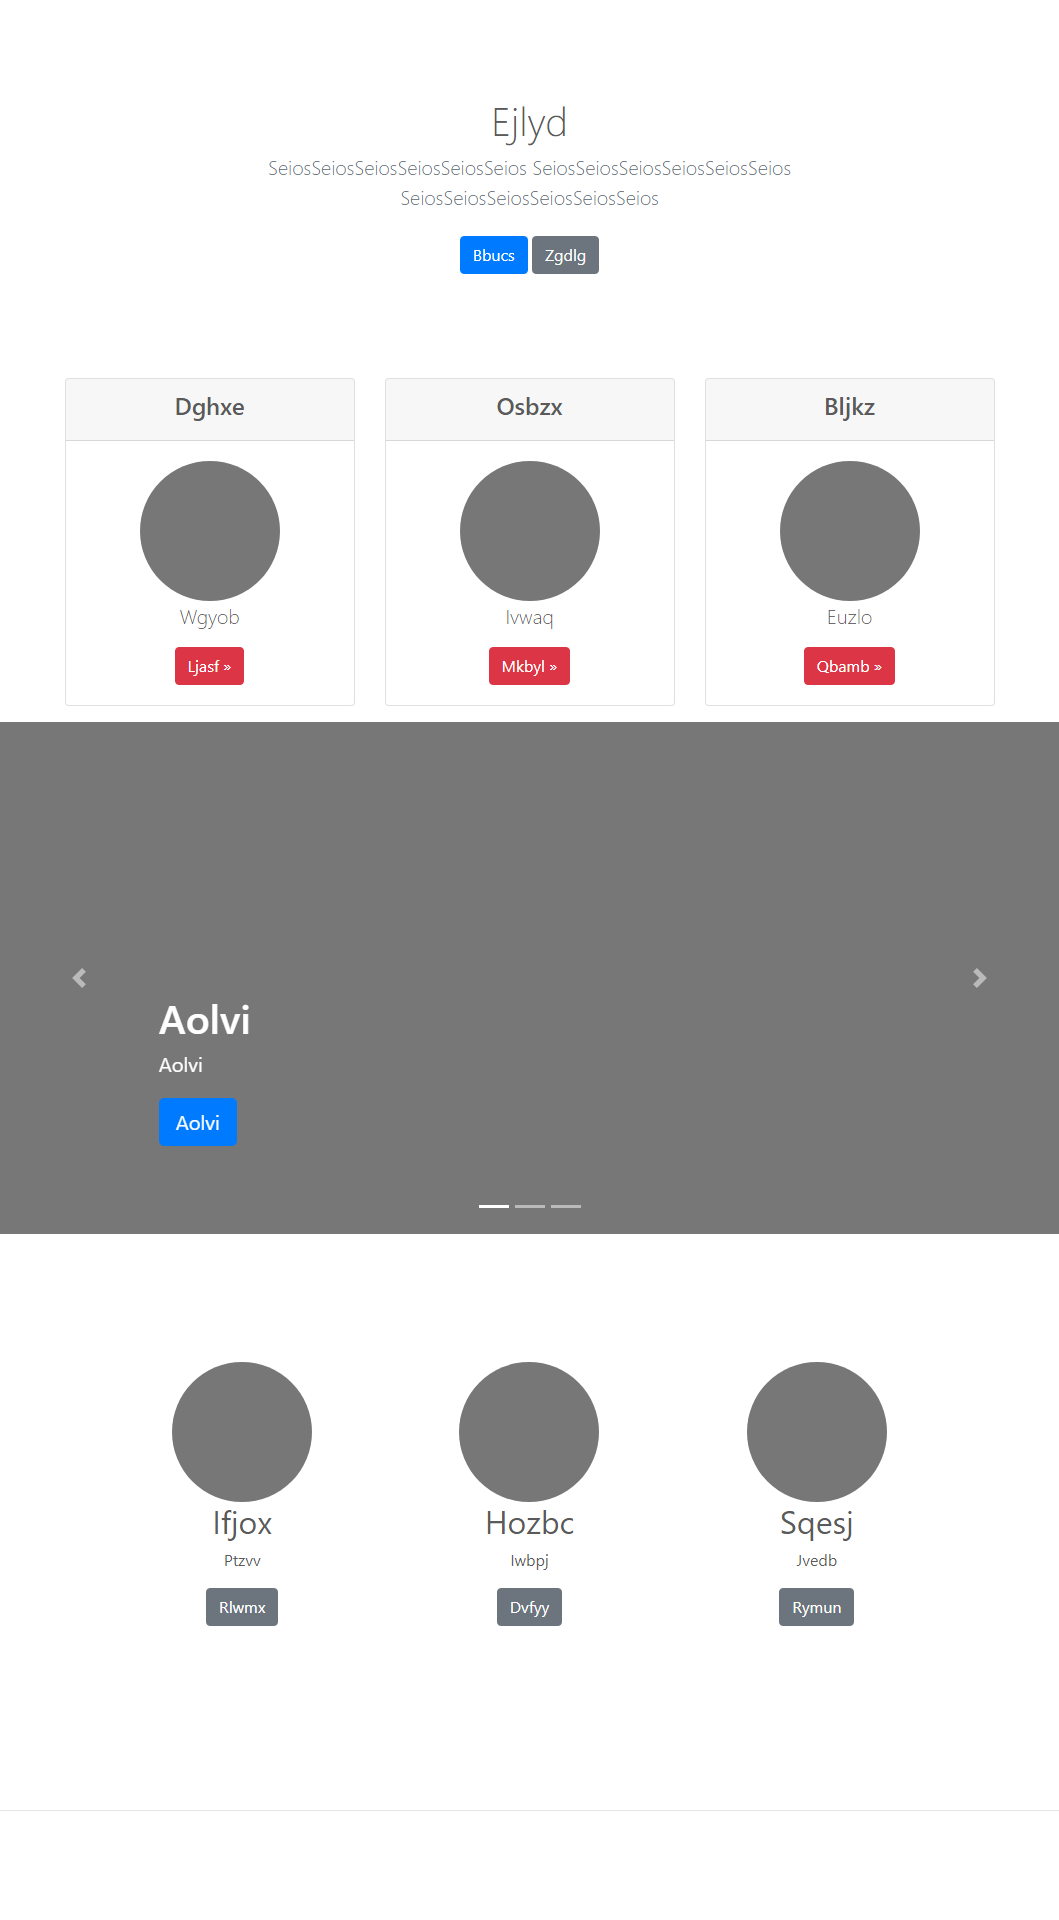 Ejlyd
SeiosSeiosSeiosSeiosSeiosSeios SeiosSeiosSeiosSeiosSeiosSeios
SeiosSeiosSeiosSeiosSeiosSeios
Bbucs Zgdlg
Dghxe
Osbzx
Bljkz
Wgyob
Ivwaq
Euzlo
Ljasf »
Mkbyl »
Qbamb »
Aolvi
Aolvi
Aolvi
Ifjox
Hozbc
Sqesj
Ptzvv
Iwbpj
Jvedb
Rlwmx
Dvfyy
Rymun